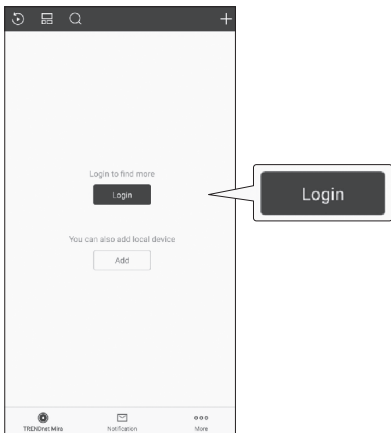 Login to find more
Login
Login
You can also add local device
Add
TRENDnet Mira
Notification
More